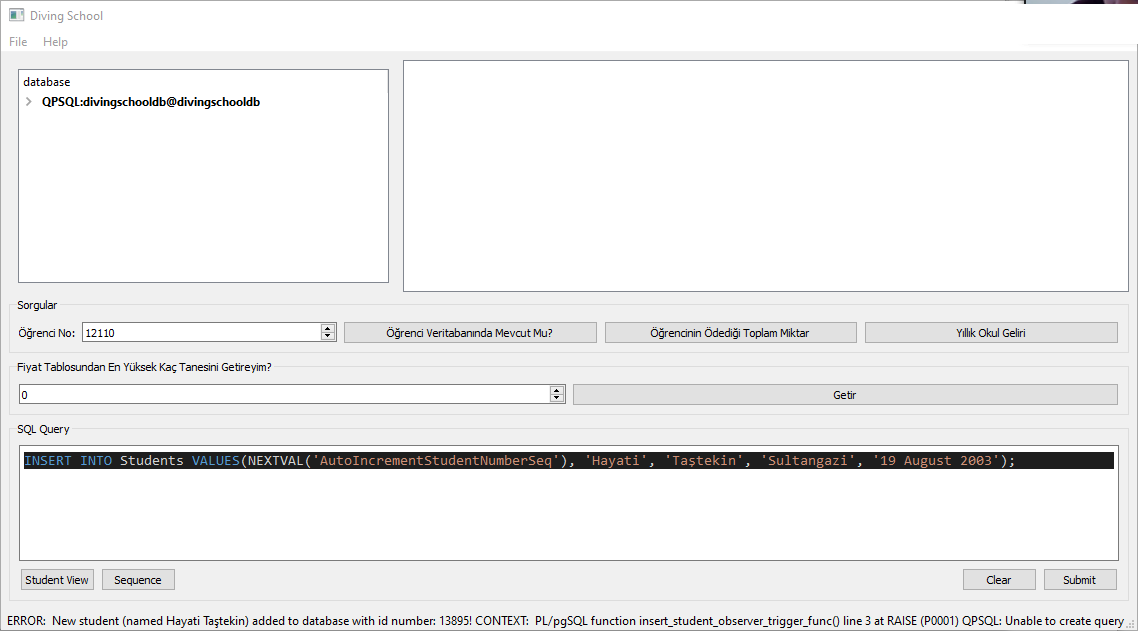 Diving School
File Help
database
QPSQL:divingschooldb@divingschooldb
Sorgular
Öğrenci No: 12110 Öğrenci Veritabanında Mevcut Mu? Öğrencinin Ödediği Toplam Miktar Yıllık Okul Geliri
Fiyat Tablosundan En Yüksek Kaç Tanesini Getireyim?
0 Getir
SQL Query
INSERT INTO Students VALUES(NEXTVAL('AutoIncrementStudentNumberSeq'), 'Hayati', 'Taştekin', 'Sultangazi', '19 August 2003');
Student View Sequence Clear Submit
ERROR: New student (named Hayati Taştekin) added to database with id number: 13895! CONTEXT: PL/pgSQL function insert_student_observer_trigger_func() line 3 at RAISE (P0001) QPSQL: Unable to create query